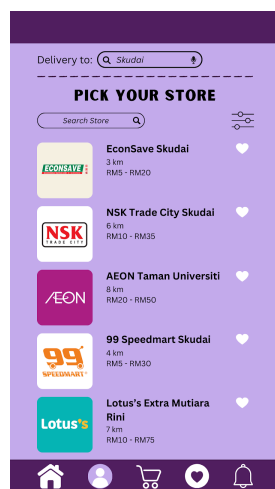 Delivery to: Skudai
PICK YOUR STORE
Search Store
ECONSAVE
EconSave Skudai
3 km
RM5 - RM20
NSK
TRADE CITY
NSK Trade City Skudai
6 km
RM10 - RM35
AEON
AEON Taman Universiti
8 km
RM20 - RM50
99
SPEEDMART
99 Speedmart Skudai
4 km
RM5 - RM30
Lotus's
Lotus's Extra Mutiara
Rini
7 km
RM10 - RM75